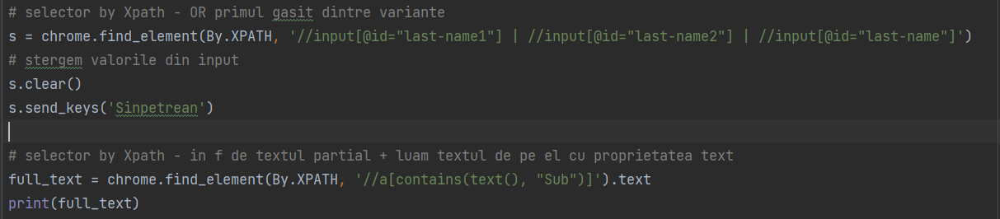 # selector by Xpath - OR primul gasit dintre variante
s = chrome.find_element(By.XPATH, '//input[@id="last-name1"] | //input[@id="last-name2"] | //input[@id="last-name"]')
# stergem valorile din input
s.clear()
s.send_keys('Sinpetrean')
# selector by Xpath - in f de textul partial + luam textul de pe el cu proprietatea text
full_text = chrome.find_element(By.XPATH, '//a[contains(text(), "Sub")]').text
print(full_text)